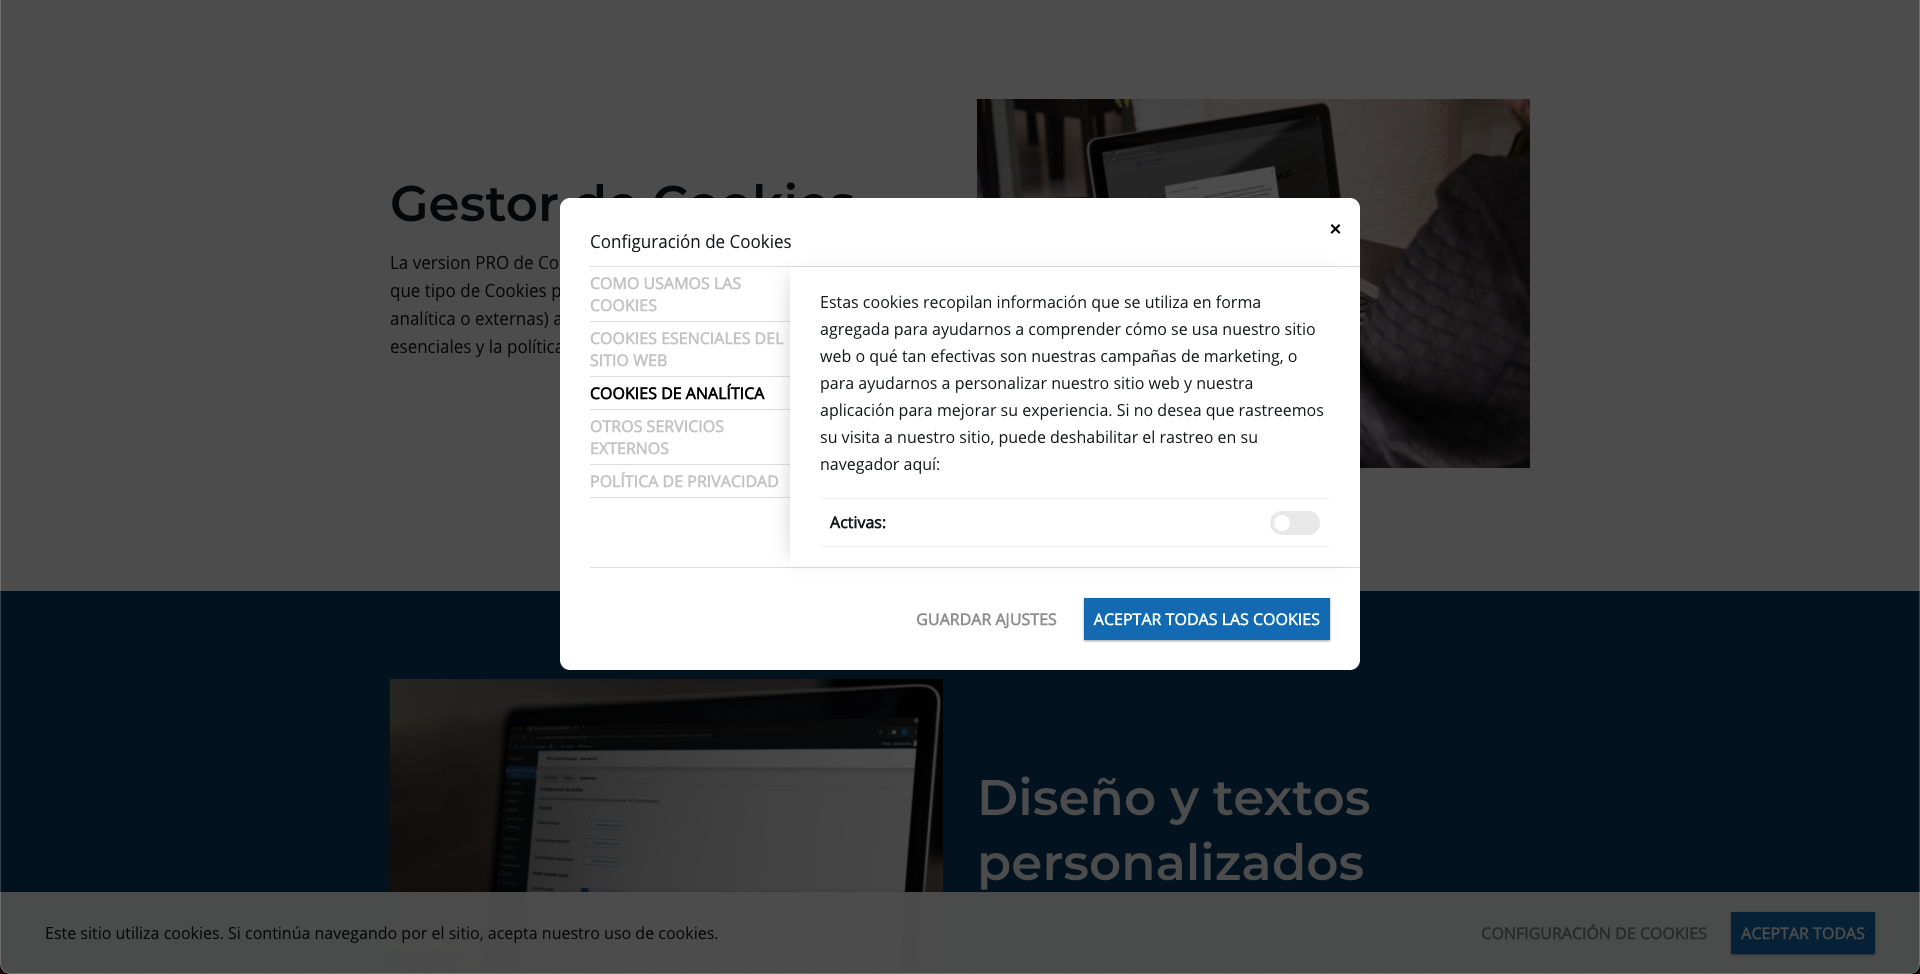 Gestor de Cookies
La version PRO de Co
que tipo de Cookies p
analítica o externas) a
esenciales y la política
WP
Configuración de Cookies
×
COMO USAMOS LAS
COOKIES
COOKIES ESENCIALES DEL
SITIO WEB
COOKIES DE ANALÍTICA
OTROS SERVICIOS
EXTERNOS
POLÍTICA DE PRIVACIDAD
Estas cookies recopilan información que se utiliza en forma
agregada para ayudarnos a comprender cómo se usa nuestro sitio
web o qué tan efectivas son nuestras campañas de marketing, o
para ayudarnos a personalizar nuestro sitio web y nuestra
aplicación para mejorar su experiencia. Si no desea que rastreemos
su visita a nuestro sitio, puede deshabilitar el rastreo en su
navegador aquí:
Activas:
GUARDAR AJUSTES
ACEPTAR TODAS LAS COOKIES
Diseño y textos
personalizados
Este sitio utiliza cookies. Si continúa navegando por el sitio, acepta nuestro uso de cookies.
CONFIGURACIÓN DE COOKIES
ACEPTAR TODAS